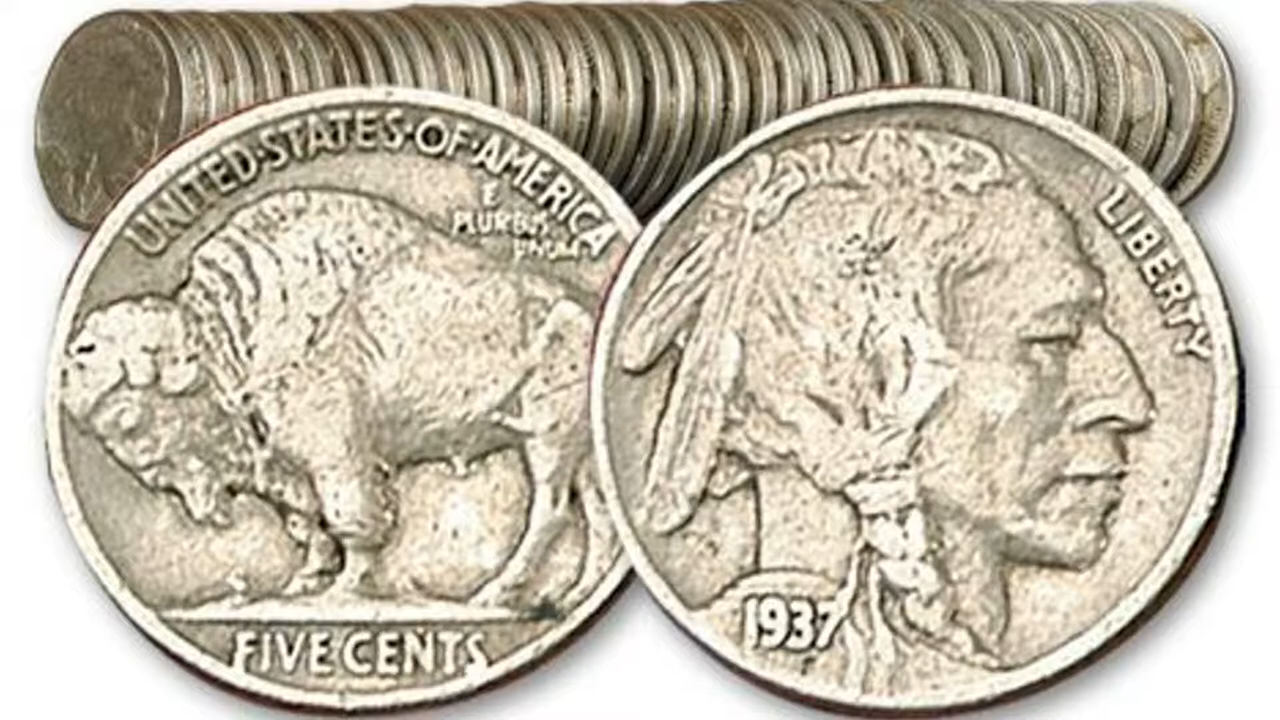 UNITED·STATES·OF·AMERICA
E
PLURIBUS
UNUM
FIVE CENTS
LIBERTY
1937
F